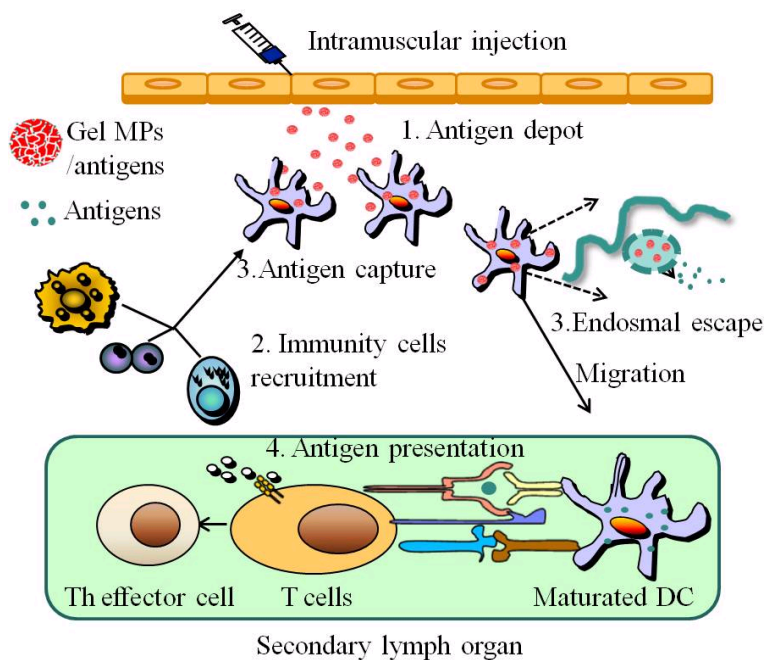 Intramuscular injection
Gel MPs
/antigens
Antigens
1. Antigen depot
3.Antigen capture
2. Immunity cells
recruitment
3.Endosmal escape
Migration
4. Antigen presentation
Th effector cell
T cells
Maturated DC
Secondary lymph organ